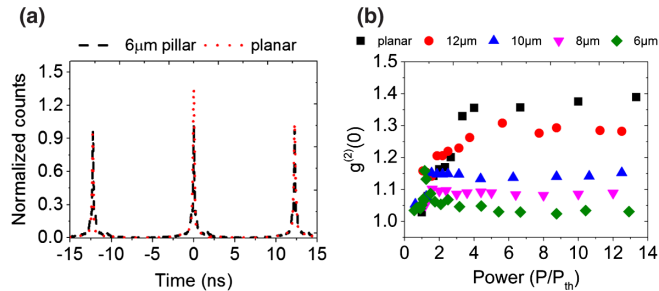 (a)
6μm pillar planar
Normalized counts
1.5
1.2
0.9
0.6
0.3
0.0
-15 -10 -5 0 5 10 15
Time (ns)
(b)
planar 12μm 10μm 8μm 6μm
g(2)(0)
1.5
1.4
1.3
1.2
1.1
1.0
0 2 4 6 8 10 12 14
Power (P/Pth)